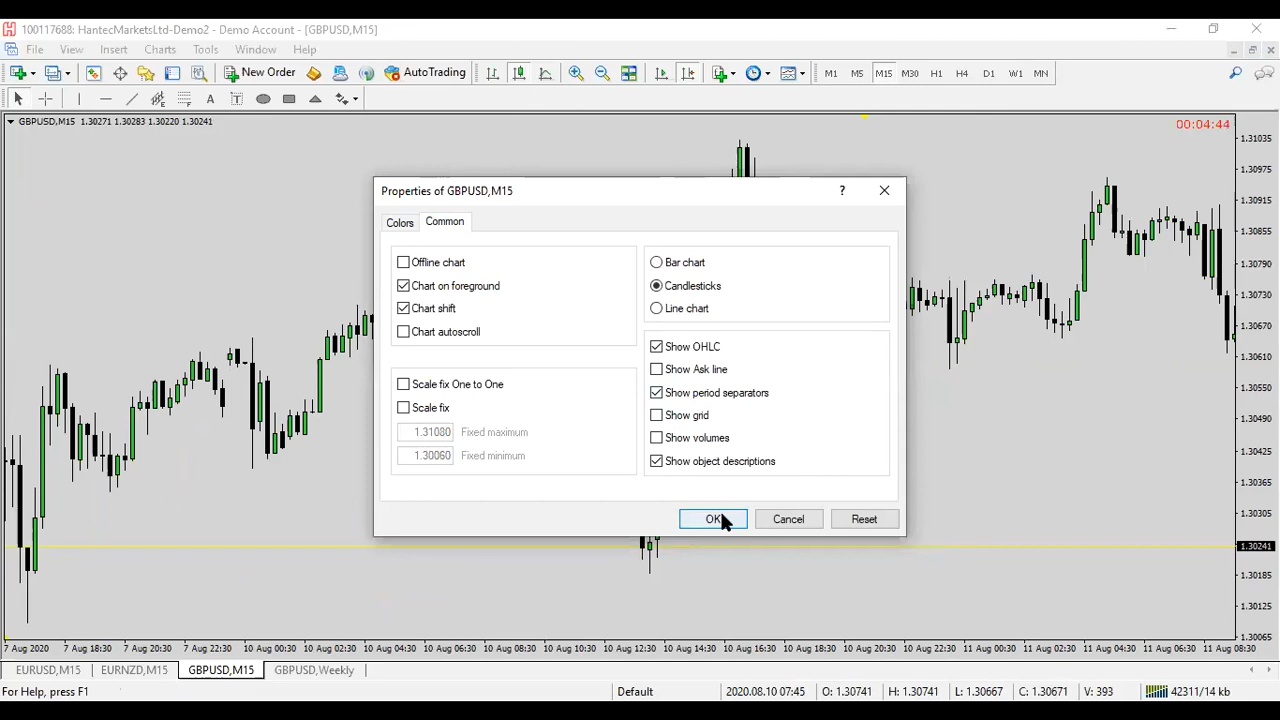 100117688: HantecMarketsLtd-Demo2 - Demo Account - [GBPUSD,M15]
File View Insert Charts Tools Window Help
New Order AutoTrading M1 M5 M15 M30 H1 H4 D1 W1 MN
A T
GBPUSD,M15 1.30271 1.30283 1.30220 1.30241
00:04:44
1.31035
1.30975
1.30915
1.30855
1.30790
1.30730
1.30670
1.30610
1.30550
1.30490
1.30425
1.30365
1.30305
1.30241
1.30185
1.30125
1.30065
Properties of GBPUSD,M15 ?
Colors Common
Offline chart
Chart on foreground
Chart shift
Chart autoscroll
Scale fix One to One
Scale fix
1.31080 Fixed maximum
1.30060 Fixed minimum
Bar chart
Candlesticks
Line chart
Show OHLC
Show Ask line
Show period separators
Show grid
Show volumes
Show object descriptions
OK Cancel Reset
7 Aug 2020 7 Aug 18:30 7 Aug 20:30 7 Aug 22:30 10 Aug 00:30 10 Aug 02:30 10 Aug 04:30 10 Aug 06:30 10 Aug 08:30 10 Aug 10:30 10 Aug 12:30 10 Aug 14:30 10 Aug 16:30 10 Aug 18:30 10 Aug 20:30 10 Aug 22:30 11 Aug 00:30 11 Aug 02:30 11 Aug 04:30 11 Aug 06:30 11 Aug 08:30
EURUSD,M15 EURNZD,M15 GBPUSD,M15 GBPUSD,Weekly
For Help, press F1 Default 2020.08.10 07:45 O: 1.30741 H: 1.30741 L: 1.30667 C: 1.30671 V: 393 42311/14 kb